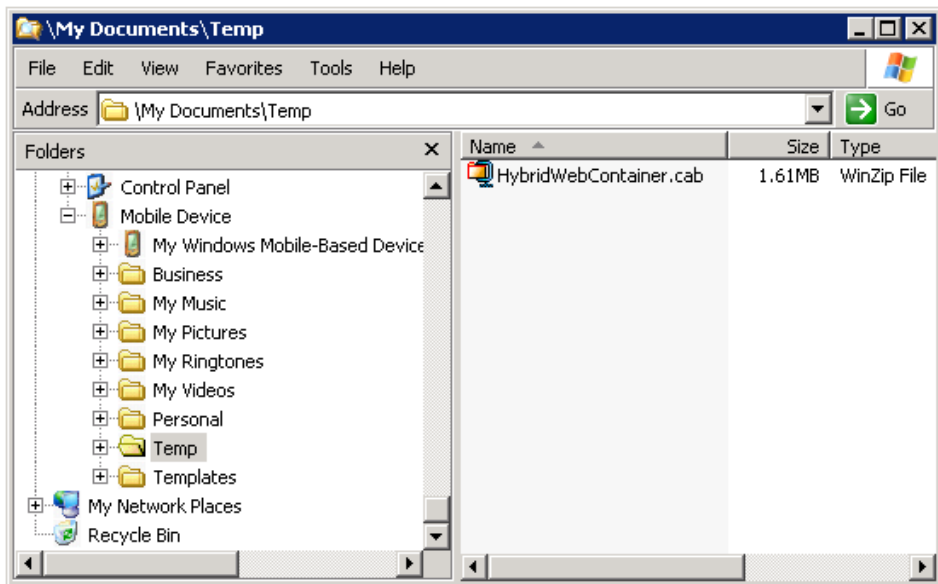 \My Documents\Temp
File Edit View Favorites Tools Help
Address \My Documents\Temp Go
Folders
Control Panel
Mobile Device
My Windows Mobile-Based Device
Business
My Music
My Pictures
My Ringtones
My Videos
Personal
Temp
Templates
My Network Places
Recycle Bin
Name Size Type
HybridWebContainer.cab 1.61MB WinZip File